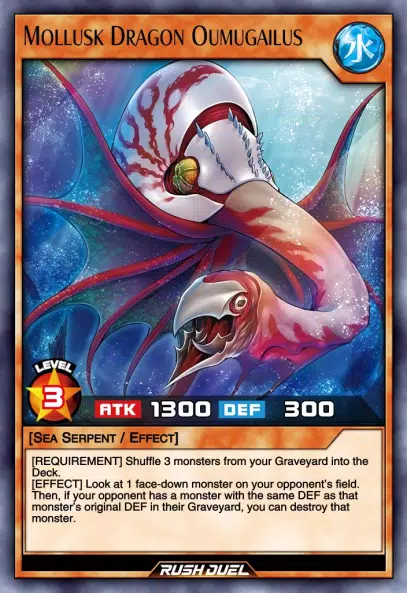 Mollusk Dragon Oumugailus
水
LEVEL
3
ATK 1300 DEF 300
[Sea Serpent / Effect]
[REQUIREMENT] Shuffle 3 monsters from your Graveyard into the
Deck.
[EFFECT] Look at 1 face-down monster on your opponent's field.
Then, if your opponent has a monster with the same DEF as that
monster's original DEF in their Graveyard, you can destroy that
monster.
RUSH DUEL